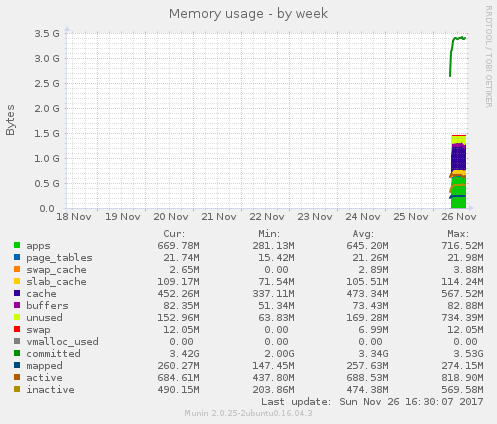 Memory usage - by week
RRDTOOL / TOBI OETIKER
Bytes
3.5 G
3.0 G
2.5 G
2.0 G
1.5 G
1.0 G
0.5 G
0.0
18 Nov 19 Nov 20 Nov 21 Nov 22 Nov 23 Nov 24 Nov 25 Nov 26 Nov
Cur: Min: Avg: Max:
apps 669.78M 281.13M 645.20M 716.52M
page_tables 21.74M 15.42M 21.26M 21.98M
swap_cache 2.65M 0.00 2.89M 3.88M
slab_cache 109.17M 71.54M 105.51M 114.24M
cache 452.26M 337.11M 473.34M 567.52M
buffers 82.35M 51.34M 73.43M 82.88M
unused 152.96M 63.83M 169.28M 734.39M
swap 12.05M 0.00 6.99M 12.05M
vmalloc_used 0.00 0.00 0.00 0.00
committed 3.42G 2.00G 3.34G 3.53G
mapped 260.27M 147.45M 257.63M 274.15M
active 684.61M 437.80M 688.53M 818.90M
inactive 490.15M 203.86M 474.38M 569.58M
Last update: Sun Nov 26 16:30:07 2017
Munin 2.0.25-2ubuntu0.16.04.3